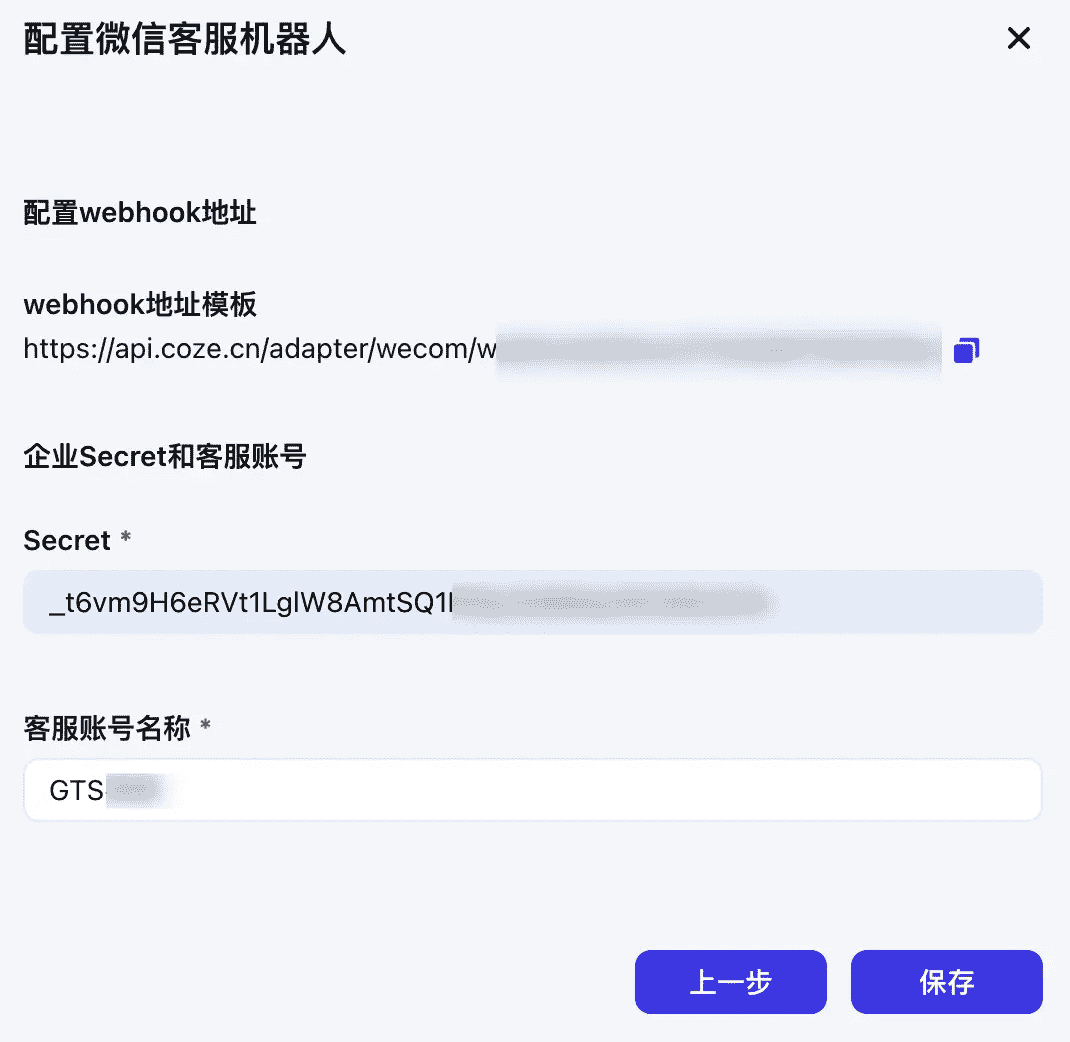 配置微信客服机器人
配置webhook地址
webhook地址模板
https://api.coze.cn/adapter/wecom/w
企业Secret和客服账号
Secret *
_t6vm9H6eRVt1LglW8AmtSQ1
客服账号名称 *
GTS
上一步
保存